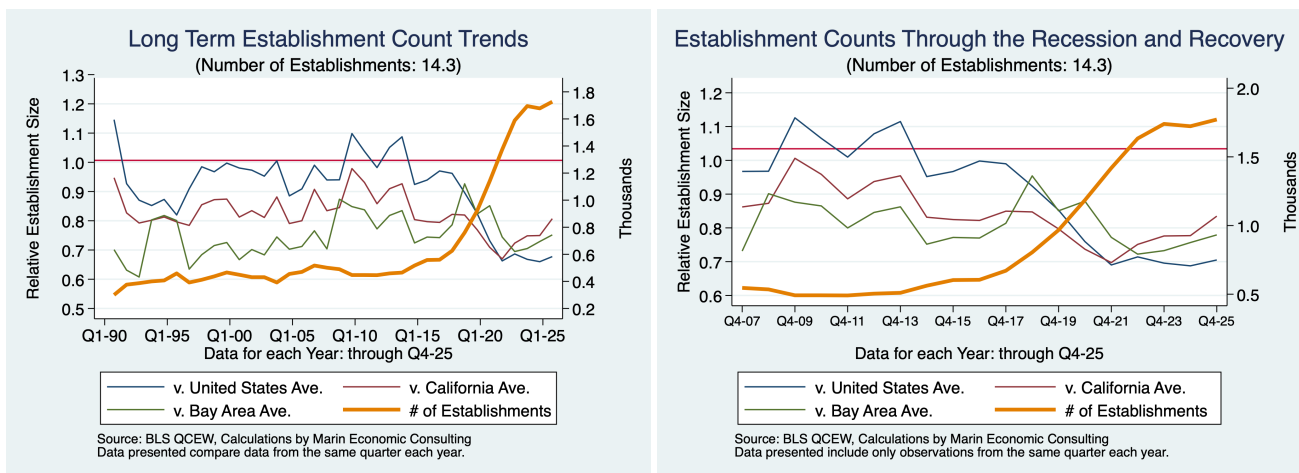 Long Term Establishment Count Trends
(Number of Establishments: 14.3)
Relative Establishment Size
1.3
1.2
1.1
1.0
0.9
0.8
0.7
0.6
0.5
1.8
1.6
1.4
1.2
1.0
0.8
0.6
0.4
0.2
Thousands
Q1-90 Q1-95 Q1-00 Q1-05 Q1-10 Q1-15 Q1-20 Q1-25
Data for each Year: through Q4-25
v. United States Ave. v. California Ave.
v. Bay Area Ave. # of Establishments
Source: BLS QCEW, Calculations by Marin Economic Consulting
Data presented compare data from the same quarter each year.
Establishment Counts Through the Recession and Recovery
(Number of Establishments: 14.3)
Relative Establishment Size
1.2
1.1
1.0
0.9
0.8
0.7
0.6
2.0
1.5
1.0
0.5
Thousands
Q4-07 Q4-09 Q4-11 Q4-13 Q4-15 Q4-17 Q4-19 Q4-21 Q4-23 Q4-25
Data for each Year: through Q4-25
v. United States Ave. v. California Ave.
v. Bay Area Ave. # of Establishments
Source: BLS QCEW, Calculations by Marin Economic Consulting
Data presented include only observations from the same quarter each year.